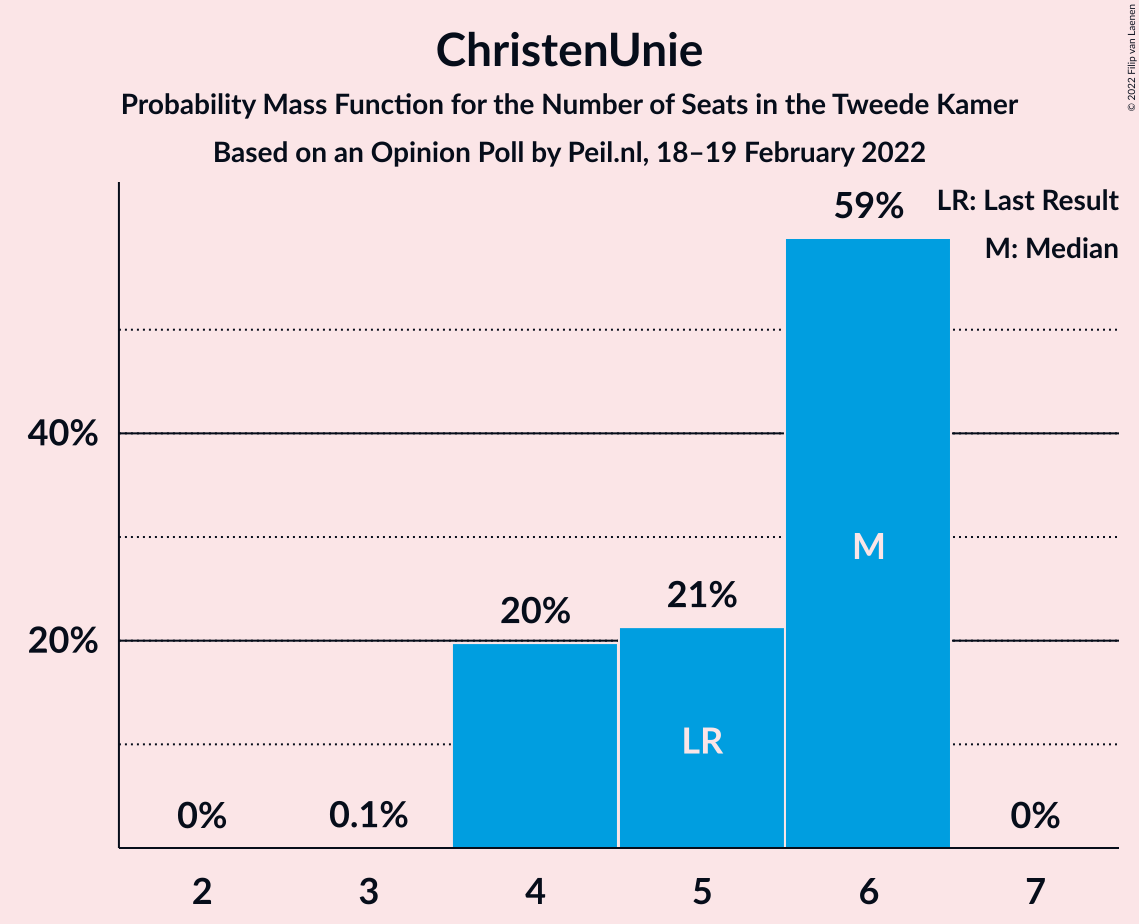 ChristenUnie
Probability Mass Function for the Number of Seats in the Tweede Kamer
Based on an Opinion Poll by Peil.nl, 18–19 February 2022
© 2022 Filip van Laenen
LR: Last Result
M: Median
59%
40%
M
21%
20%
20%
LR
0%
0.1%
0%
2 3 4 5 6 7